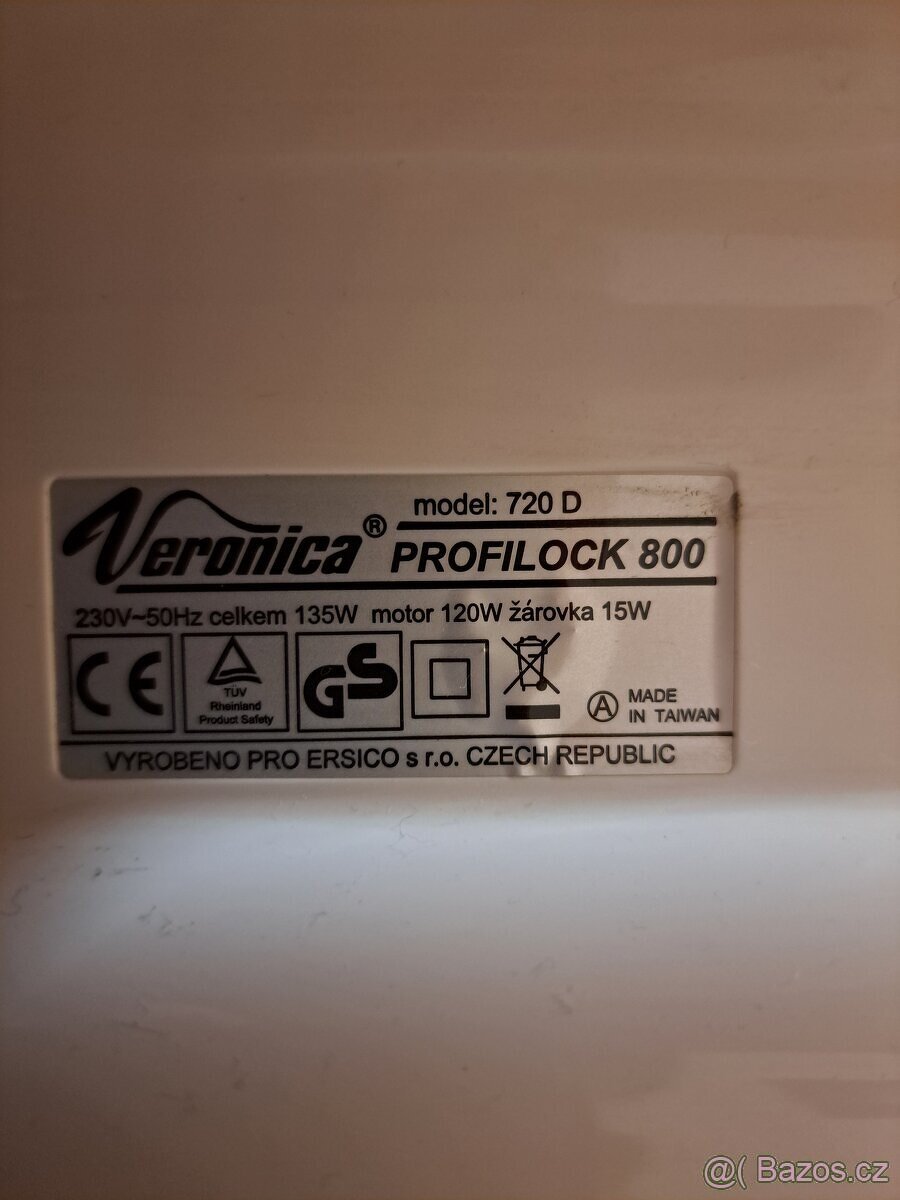 model: 720 D
Veronica® PROFILOCK 800
230V~50Hz celkem 135W motor 120W žárovka 15W
CE
TÜV
Rheinland
Product Safety
GS
A
MADE
IN TAIWAN
VYROBENO PRO ERSICO s r.o. CZECH REPUBLIC
@( Bazos.cz